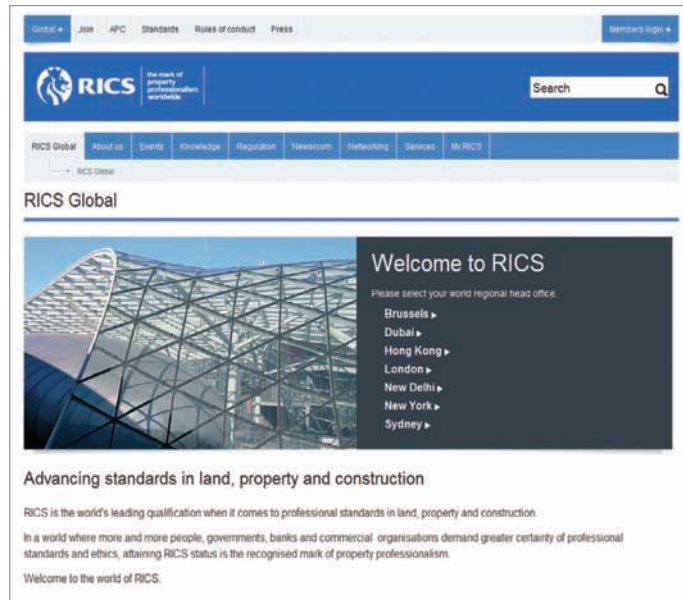 Global + Join APC Standards Rules of conduct Press Members login +
RICS
the mark of
property
professionalism
worldwide
Search
RICS Global About us Events Knowledge Regulation Newsroom Networking Services My RICS
RICS Global
RICS Global
Welcome to RICS
Please select your world regional head office.
Brussels
Dubai
Hong Kong
London
New Delhi
New York
Sydney
Advancing standards in land, property and construction
RICS is the world's leading qualification when it comes to professional standards in land, property and construction.
In a world where more and more people, governments, banks and commercial organisations demand greater certainty of professional
standards and ethics, attaining RICS status is the recognised mark of property professionalism.
Welcome to the world of RICS.